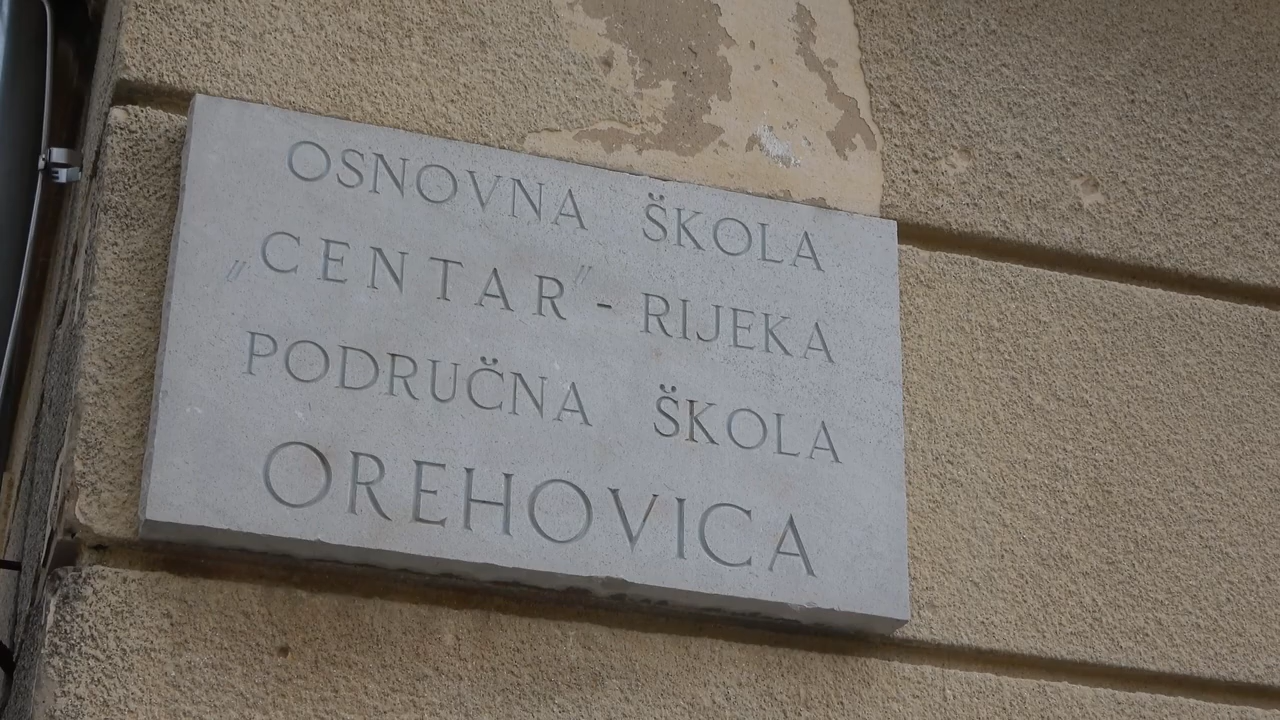 OSNOVNA ŠKOLA
„CENTAR” - RIJEKA
PODRUČNA ŠKOLA
OREHOVICA